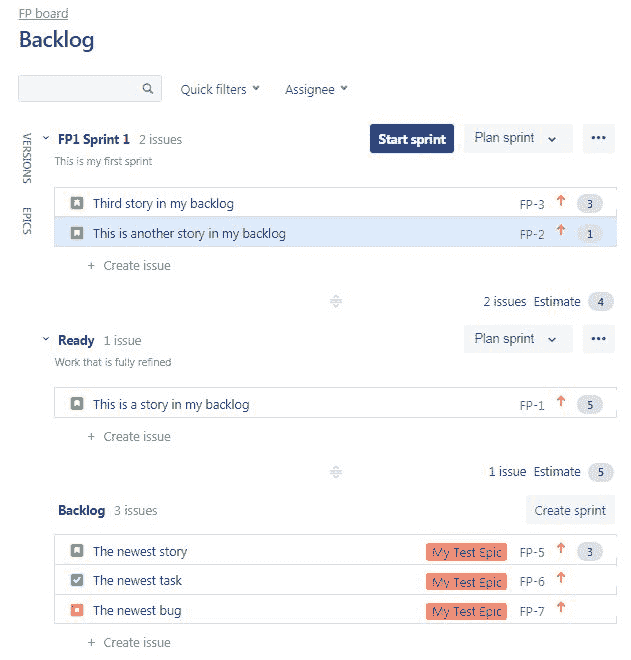 FP board
Backlog
Quick filters Assignee
VERSIONS
EPICS
FP1 Sprint 1 2 issues Start sprint Plan sprint •••
This is my first sprint
Third story in my backlog FP-3 3
This is another story in my backlog FP-2 1
+ Create issue
2 issues Estimate 4
Ready 1 issue Plan sprint •••
Work that is fully refined
This is a story in my backlog FP-1 5
+ Create issue
1 issue Estimate 5
Backlog 3 issues Create sprint
The newest story My Test Epic FP-5 3
The newest task My Test Epic FP-6
The newest bug My Test Epic FP-7
+ Create issue